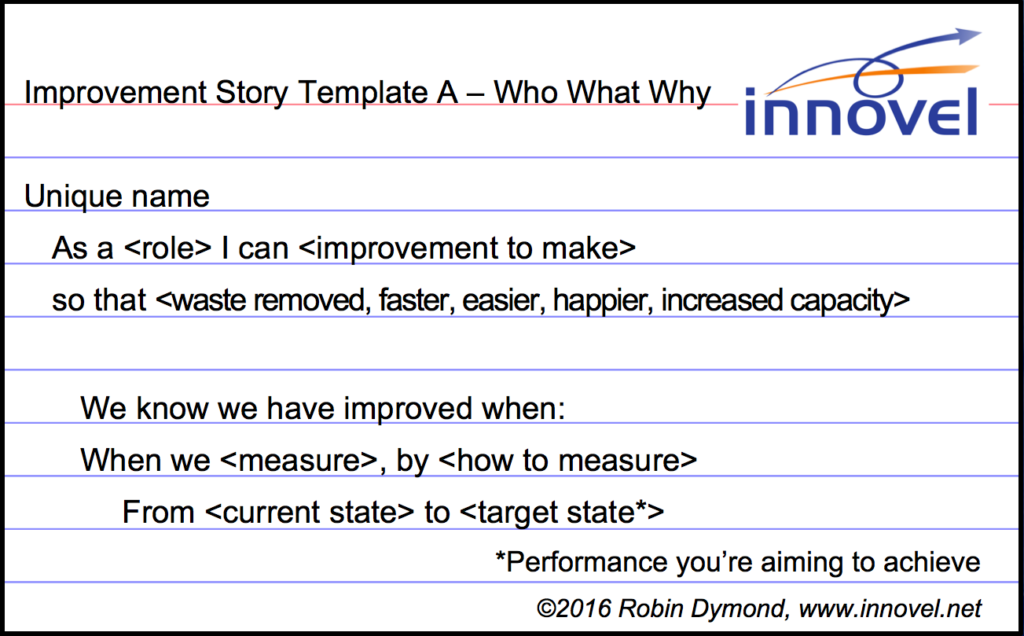 Improvement Story Template A – Who What Why
innovel
Unique name
As a <role> I can <improvement to make>
so that <waste removed, faster, easier, happier, increased capacity>
We know we have improved when:
When we <measure>, by <how to measure>
From <current state> to <target state*>
*Performance you’re aiming to achieve
©2016 Robin Dymond, www.innovel.net